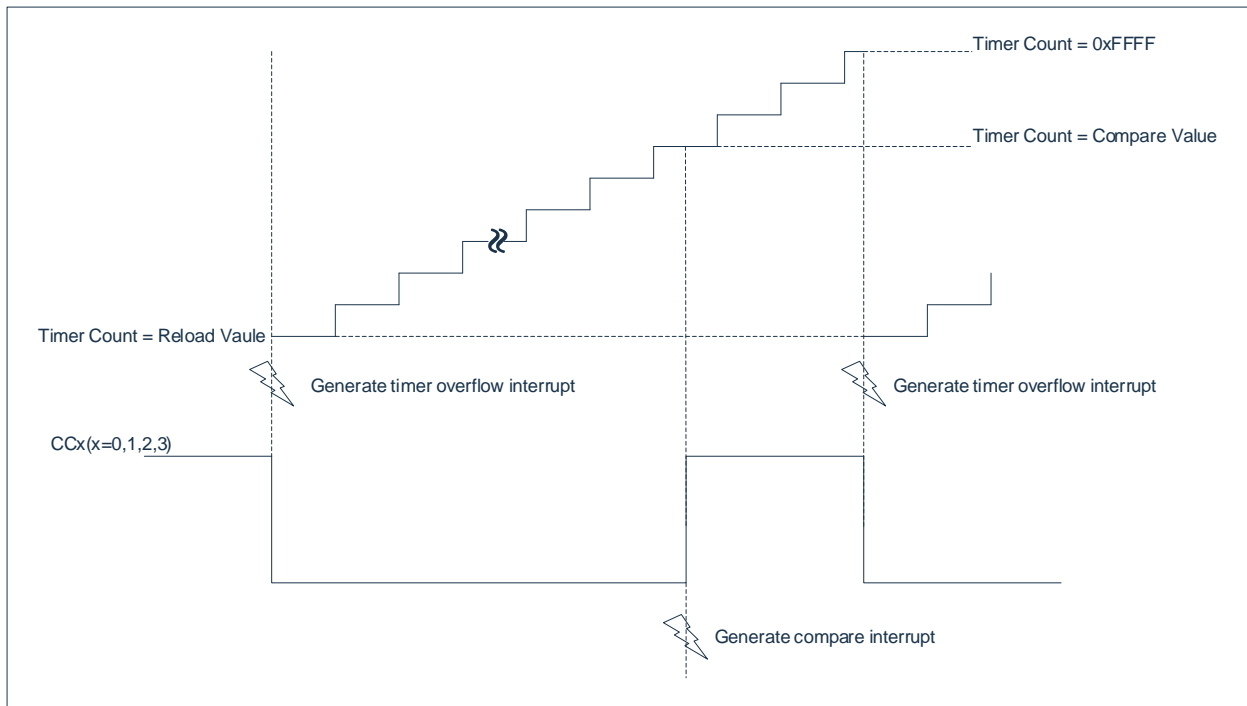 Timer Count = 0xFFFF
Timer Count = Compare Value
Timer Count = Reload Vaule
Generate timer overflow interrupt
Generate timer overflow interrupt
CCx(x=0,1,2,3)
Generate compare interrupt